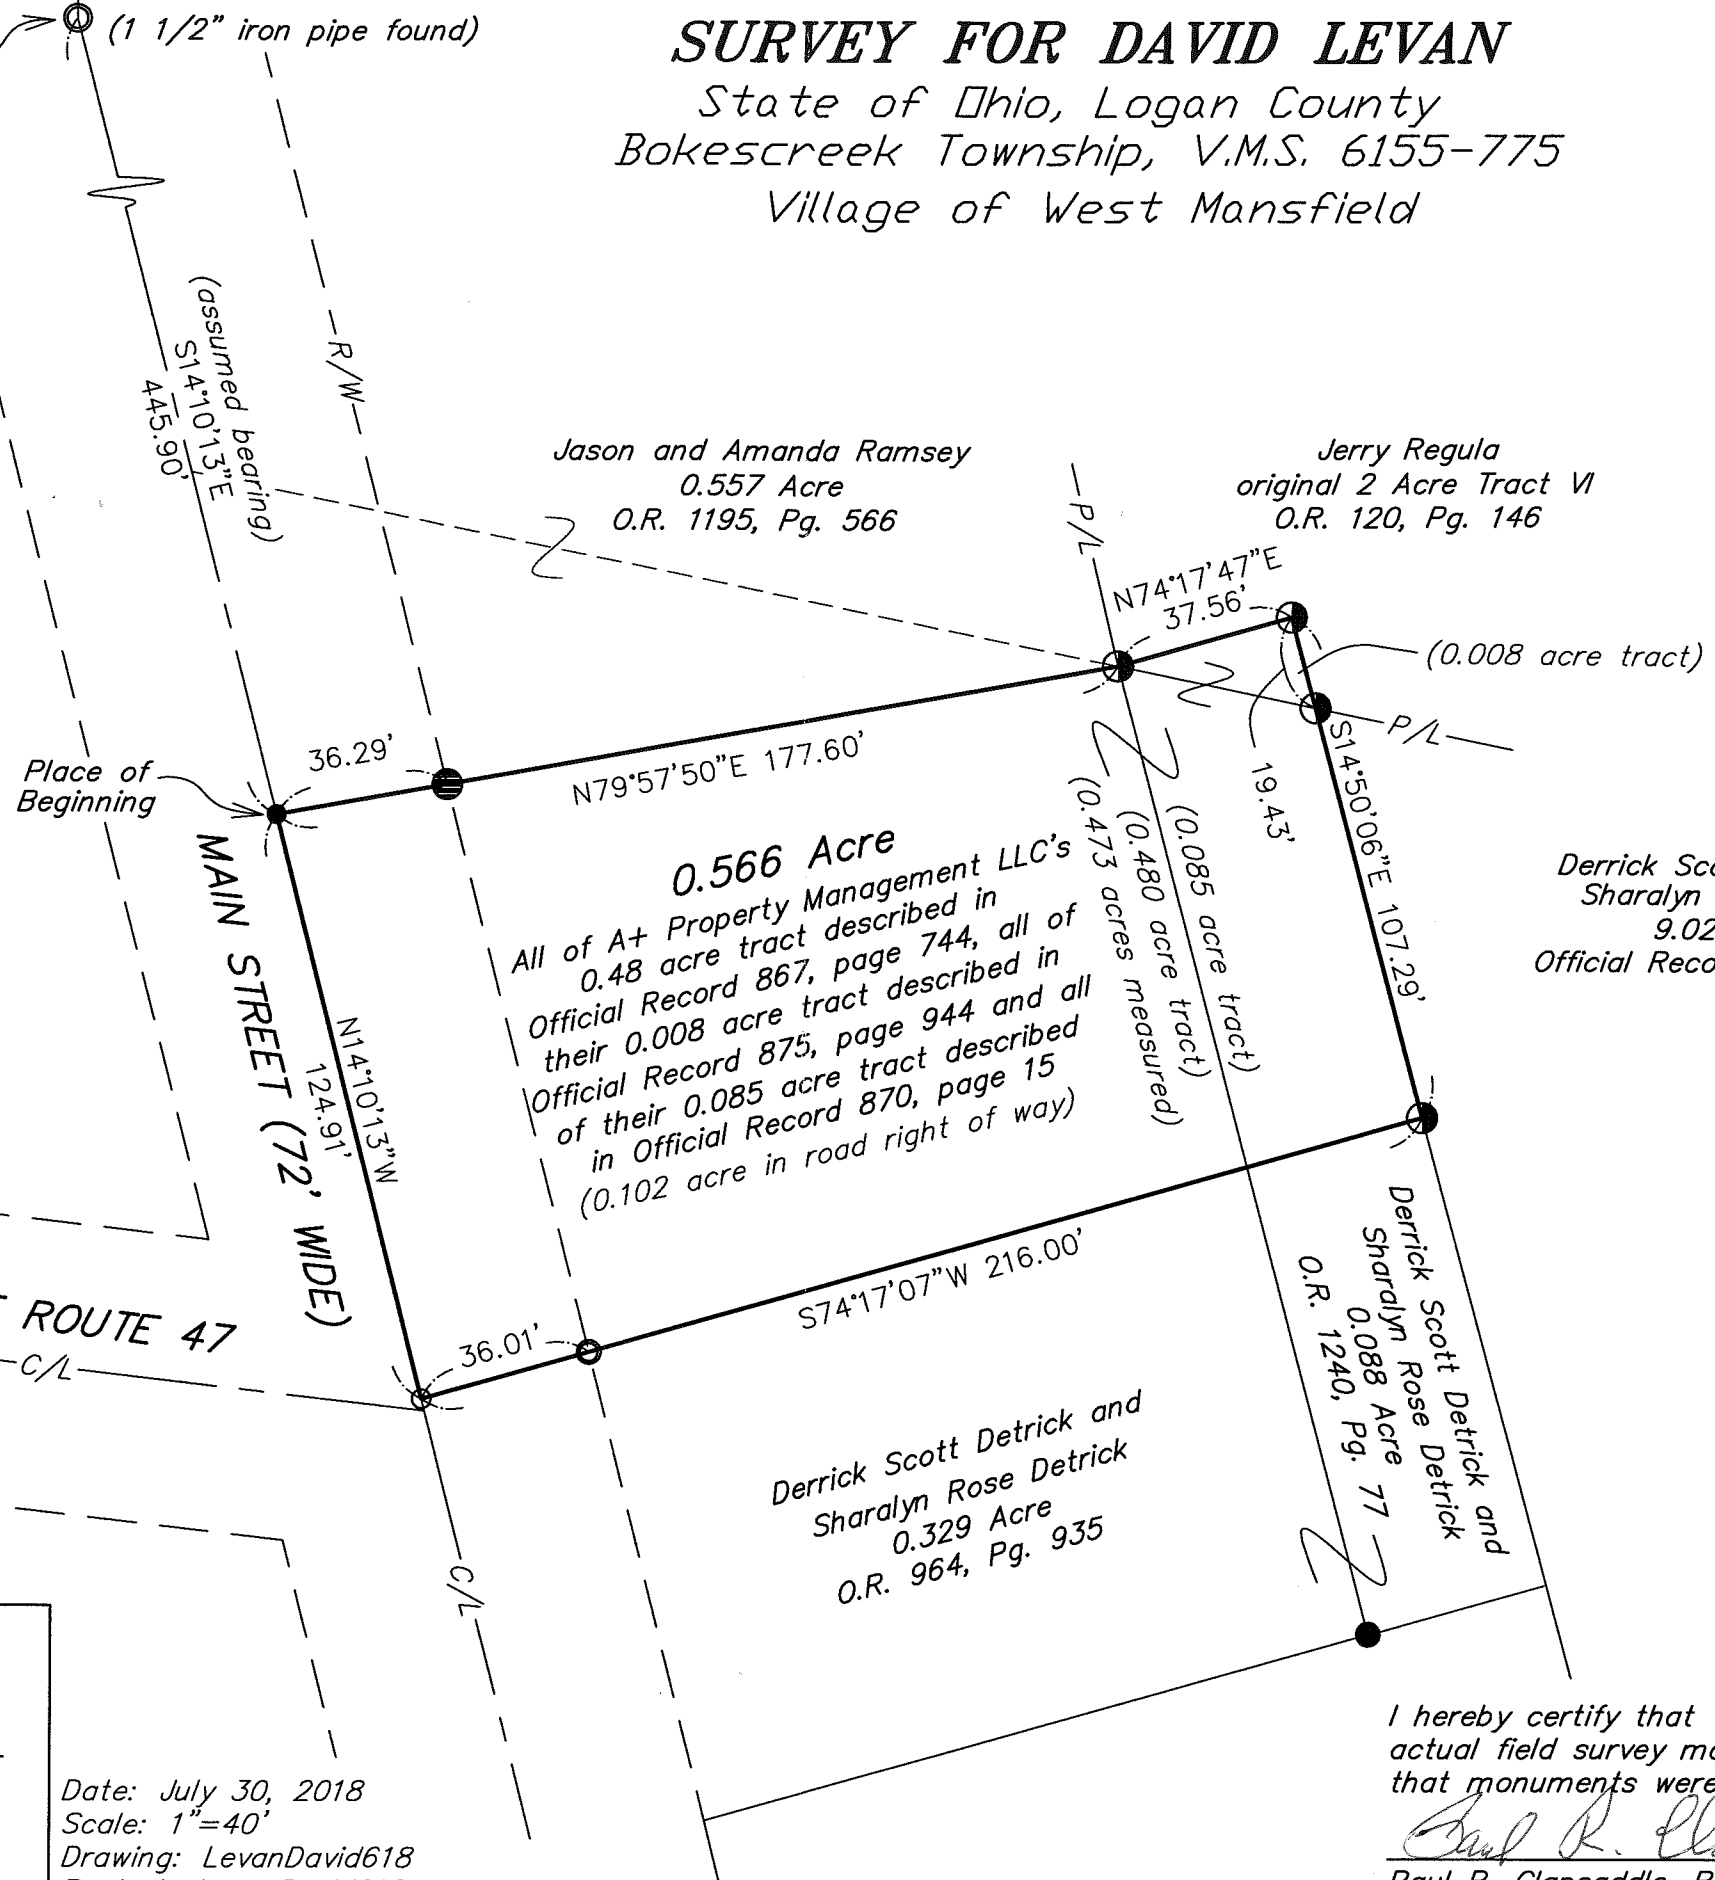 (1 1/2" iron pipe found)
SURVEY FOR DAVID LEVAN
State of Ohio, Logan County
Bokescreek Township, V.M.S. 6155-775
Village of West Mansfield
(assumed bearing)
S14°10'13"E
445.90'
R/W
Jason and Amanda Ramsey
0.557 Acre
O.R. 1195, Pg. 566
P/L
Jerry Regula
original 2 Acre Tract VI
O.R. 120, Pg. 146
N74°17'47"E
37.56'
(0.008 acre tract)
P/L
Place of
Beginning
36.29'
N79°57'50"E 177.60'
19.43'
S14°50'06"E 107.29'
MAIN STREET (72' WIDE)
N14°10'13"W
124.91'
0.566 Acre
All of A+ Property Management LLC's
0.48 acre tract described in
Official Record 867, page 744, all of
their 0.008 acre tract described in
Official Record 875, page 944 and all
of their 0.085 acre tract described
in Official Record 870, page 15
(0.102 acre in road right of way)
(0.085 acre tract)
(0.480 acre tract)
(0.473 acres measured)
Derrick Sco
Sharalyn
9.02
Official Reco
ROUTE 47
C/L
36.01'
S74°17'07"W 216.00'
Derrick Scott Detrick and
Sharalyn Rose Detrick
0.088 Acre
O.R. 1240, Pg. 77
Derrick Scott Detrick and
Sharalyn Rose Detrick
0.329 Acre
O.R. 964, Pg. 935
C/L
Date: July 30, 2018
Scale: 1"=40'
Drawing: LevanDavid618
I hereby certify that
actual field survey ma
that monuments were